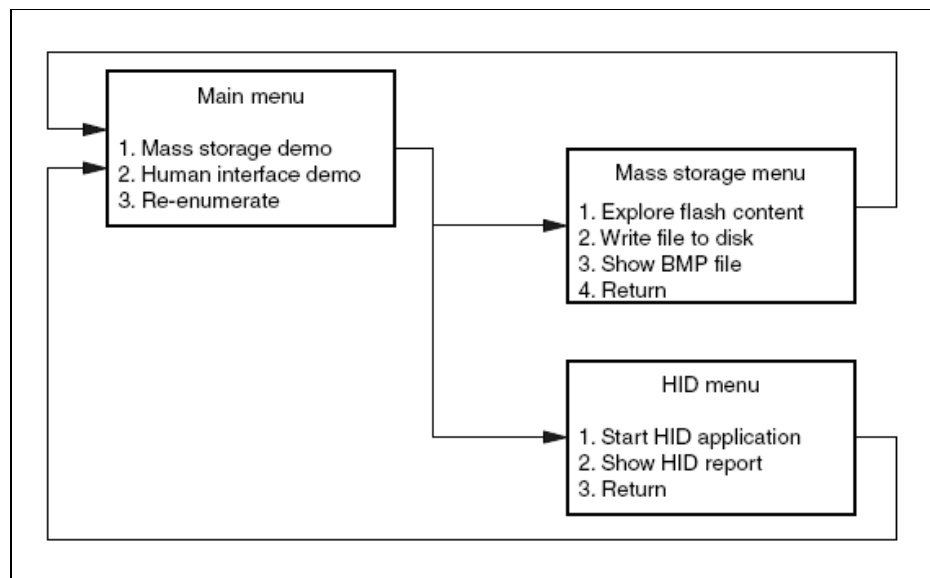 Main menu
1. Mass storage demo
2. Human interface demo
3. Re-enumerate
Mass storage menu
1. Explore flash content
2. Write file to disk
3. Show BMP file
4. Return
HID menu
1. Start HID application
2. Show HID report
3. Return